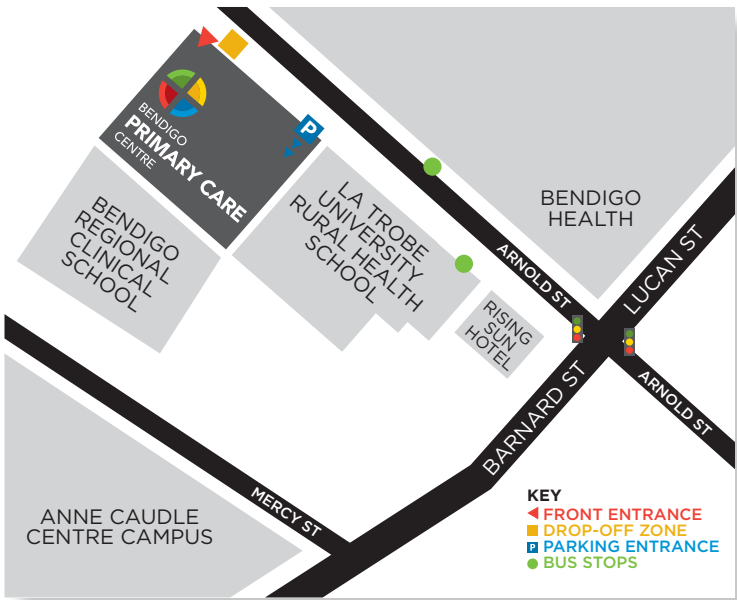 BENDIGO
PRIMARY CARE
CENTRE
P
BENDIGO
REGIONAL
CLINICAL
SCHOOL
LA TROBE
UNIVERSITY
RURAL HEALTH
SCHOOL
BENDIGO
HEALTH
RISING
SUN
HOTEL
ARNOLD ST
LUCAN ST
BARNARD ST
ARNOLD ST
MERCY ST
ANNE CAUDLE
CENTRE CAMPUS
KEY
FRONT ENTRANCE
DROP-OFF ZONE
P PARKING ENTRANCE
BUS STOPS